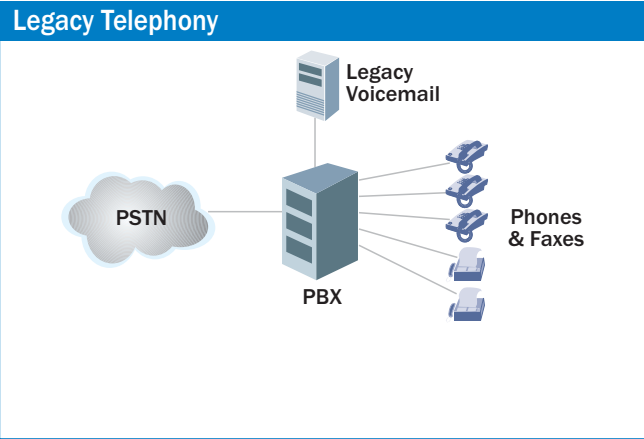 Legacy Telephony
Legacy
Voicemail
PSTN
Phones
& Faxes
PBX